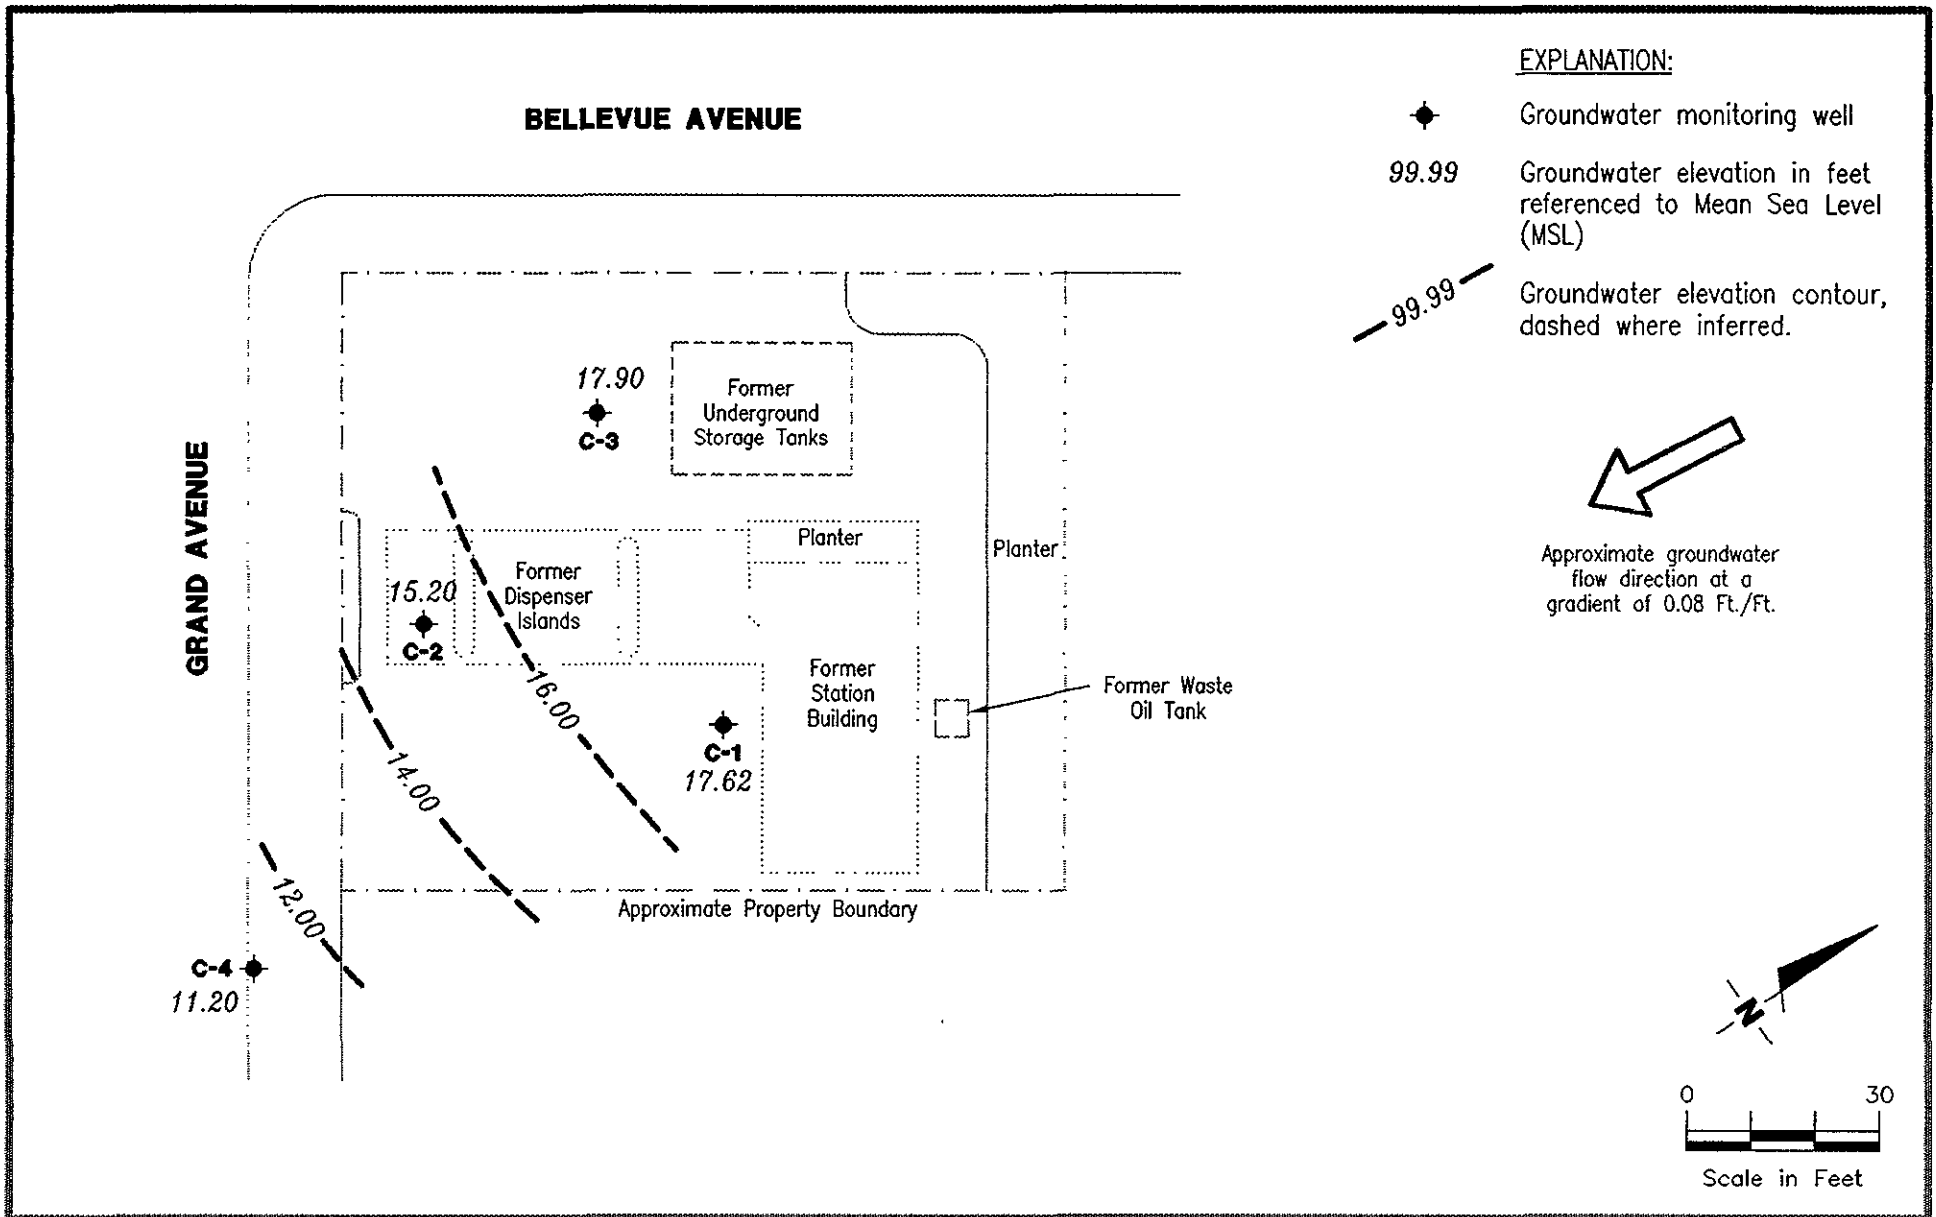 EXPLANATION:
BELLEVUE AVENUE
Groundwater monitoring well
99.99
Groundwater elevation in feet
referenced to Mean Sea Level
(MSL)
99.99
Groundwater elevation contour,
dashed where inferred.
17.90
C-3
Former
Underground
Storage Tanks
GRAND AVENUE
Planter
Planter
Former
Dispenser
Islands
15.20
C-2
Approximate groundwater
flow direction at a
gradient of 0.08 Ft./Ft.
16.00
Former
Station
Building
Former Waste
Oil Tank
C-1
17.62
14.00
12.00
Approximate Property Boundary
C-4
11.20
N
0 30
Scale in Feet